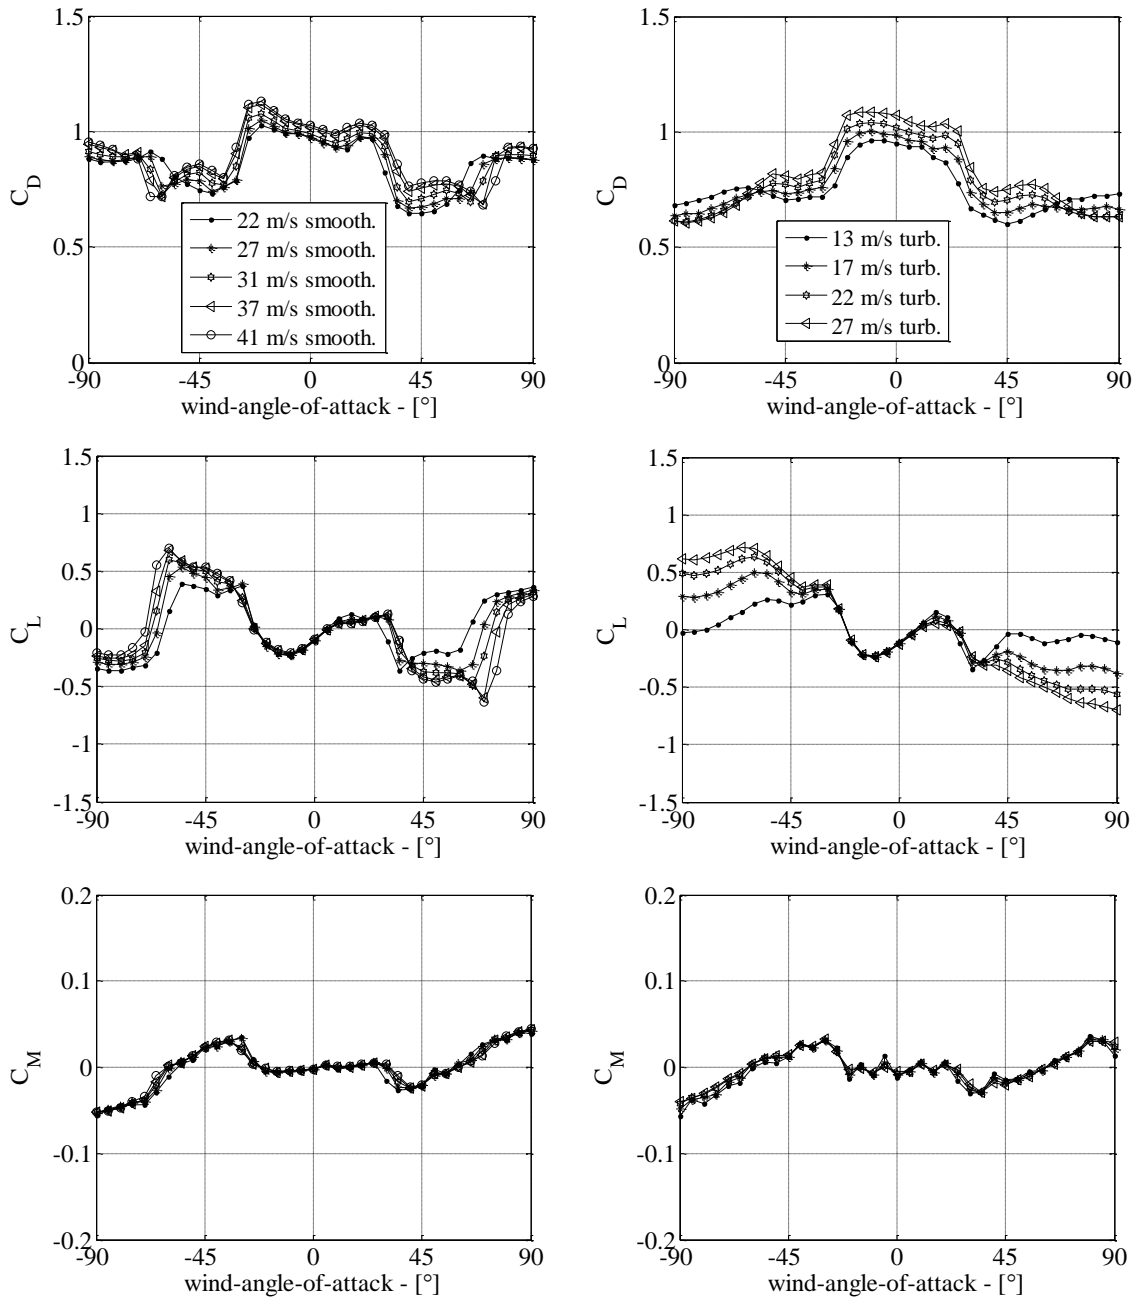 1.5
1
0.5
0
C_D
-90 -45 0 45 90
wind-angle-of-attack - [°]
22 m/s smooth.
27 m/s smooth.
31 m/s smooth.
37 m/s smooth.
41 m/s smooth.
1.5
1
0.5
0
C_D
-90 -45 0 45 90
wind-angle-of-attack - [°]
13 m/s turb.
17 m/s turb.
22 m/s turb.
27 m/s turb.
1.5
1
0.5
0
-0.5
-1
-1.5
C_L
-90 -45 0 45 90
wind-angle-of-attack - [°]
1.5
1
0.5
0
-0.5
-1
-1.5
C_L
-90 -45 0 45 90
wind-angle-of-attack - [°]
0.2
0.1
0
-0.1
-0.2
C_M
-90 -45 0 45 90
wind-angle-of-attack - [°]
0.2
0.1
0
-0.1
-0.2
C_M
-90 -45 0 45 90
wind-angle-of-attack - [°]